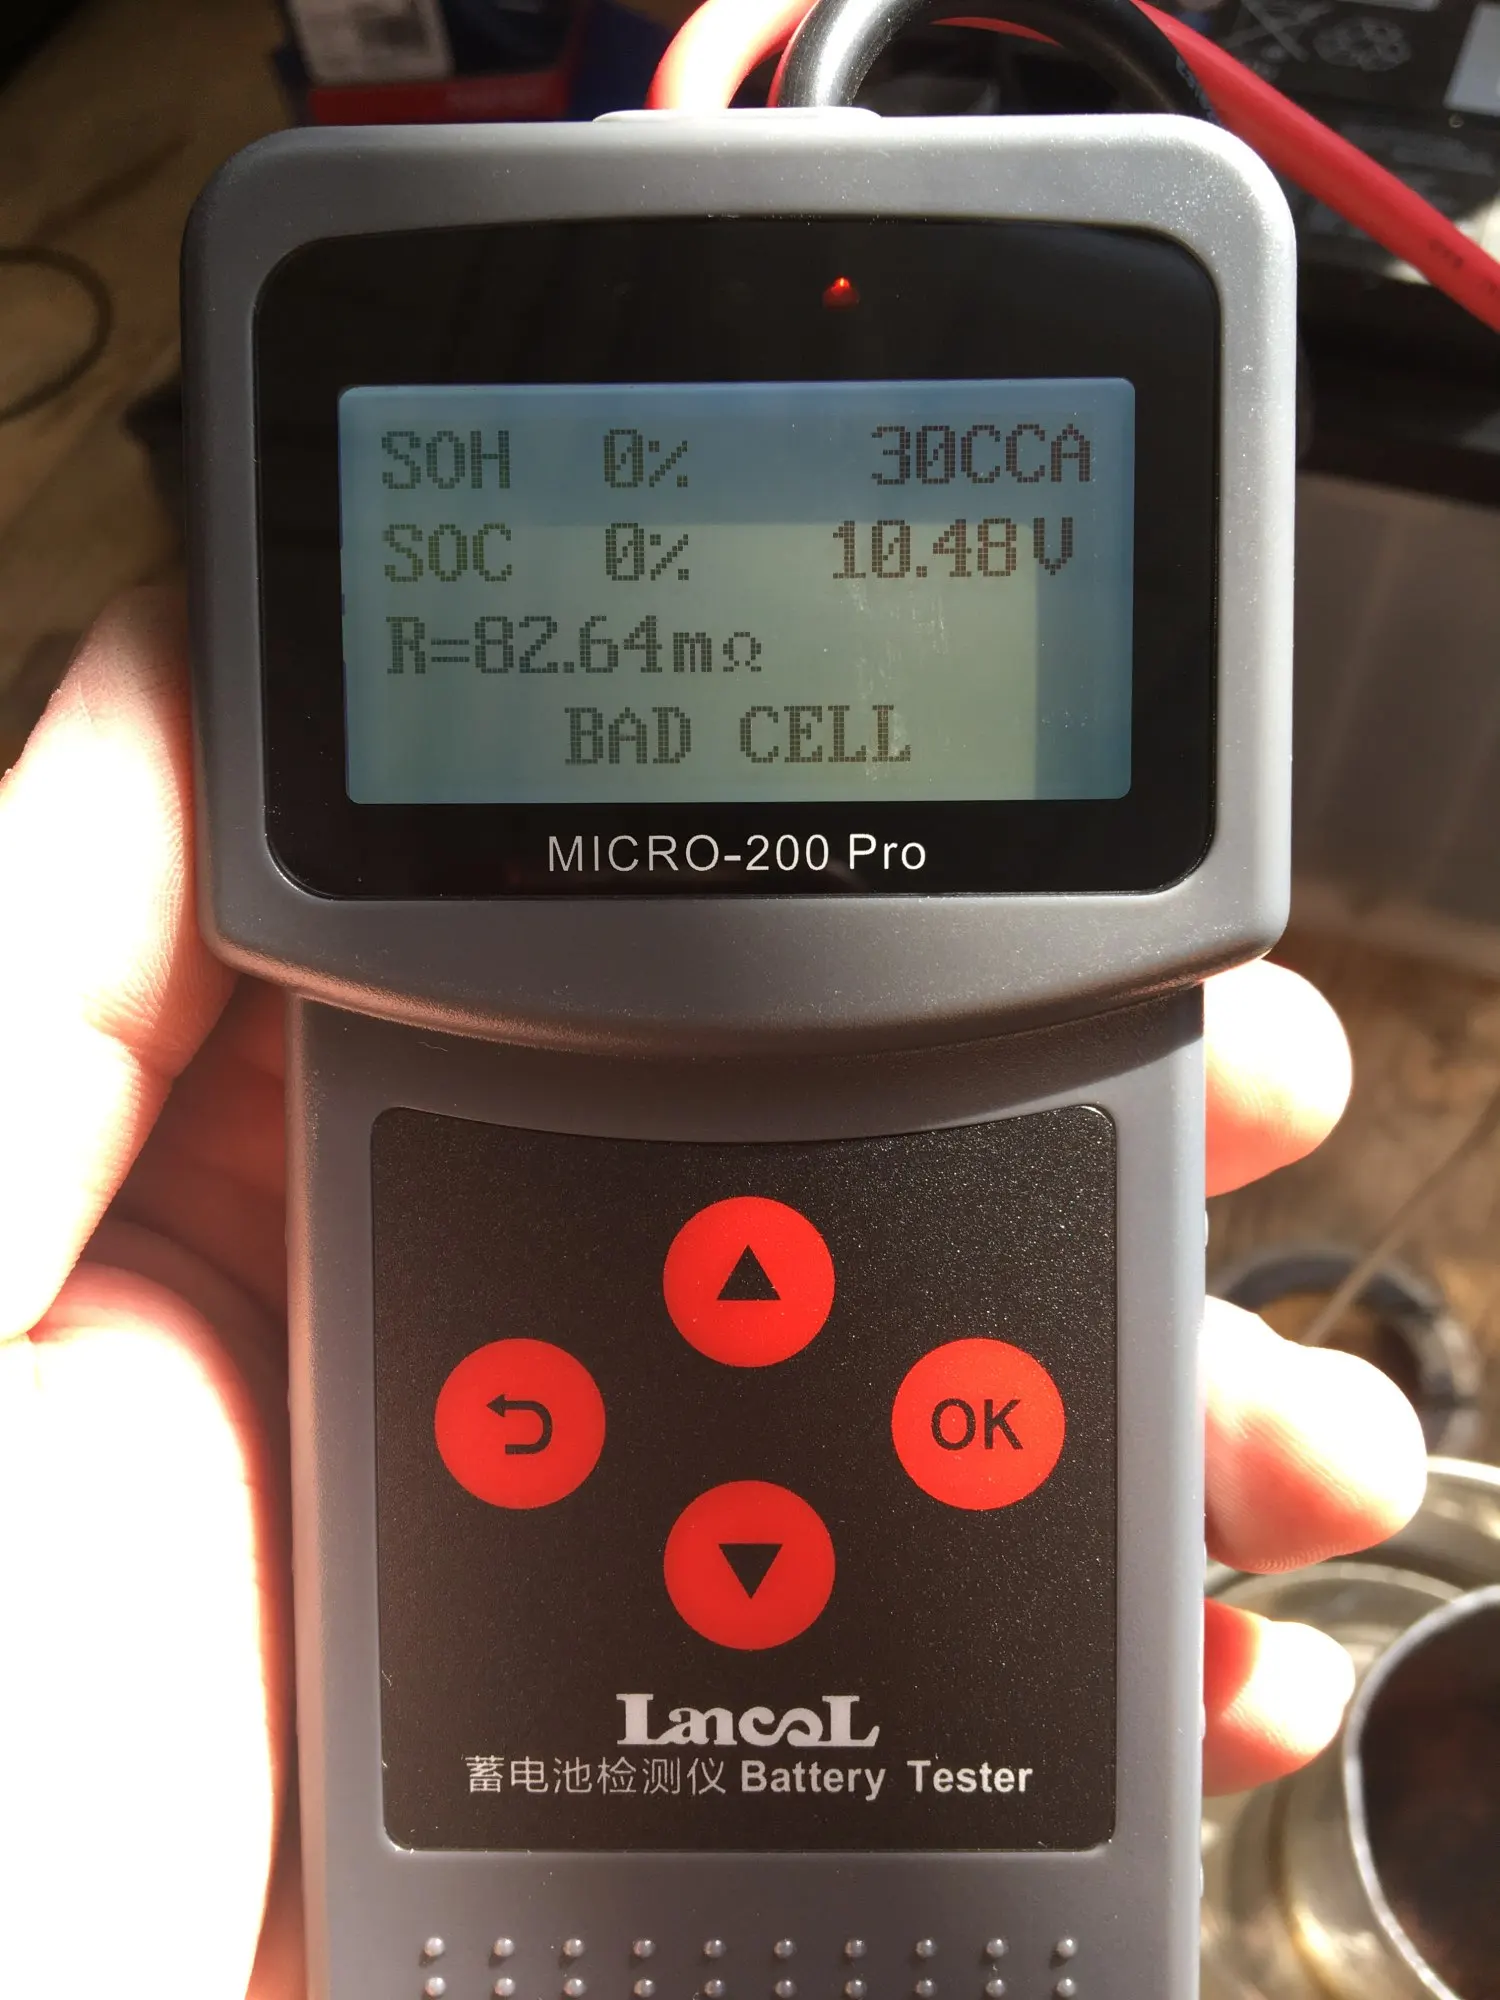 SOH 0% 30CCA
SOC 0% 10.48V
R=82.64mΩ
BAD CELL
MICRO-200 Pro
OK
LancoL
蓄电池检测仪 Battery Tester